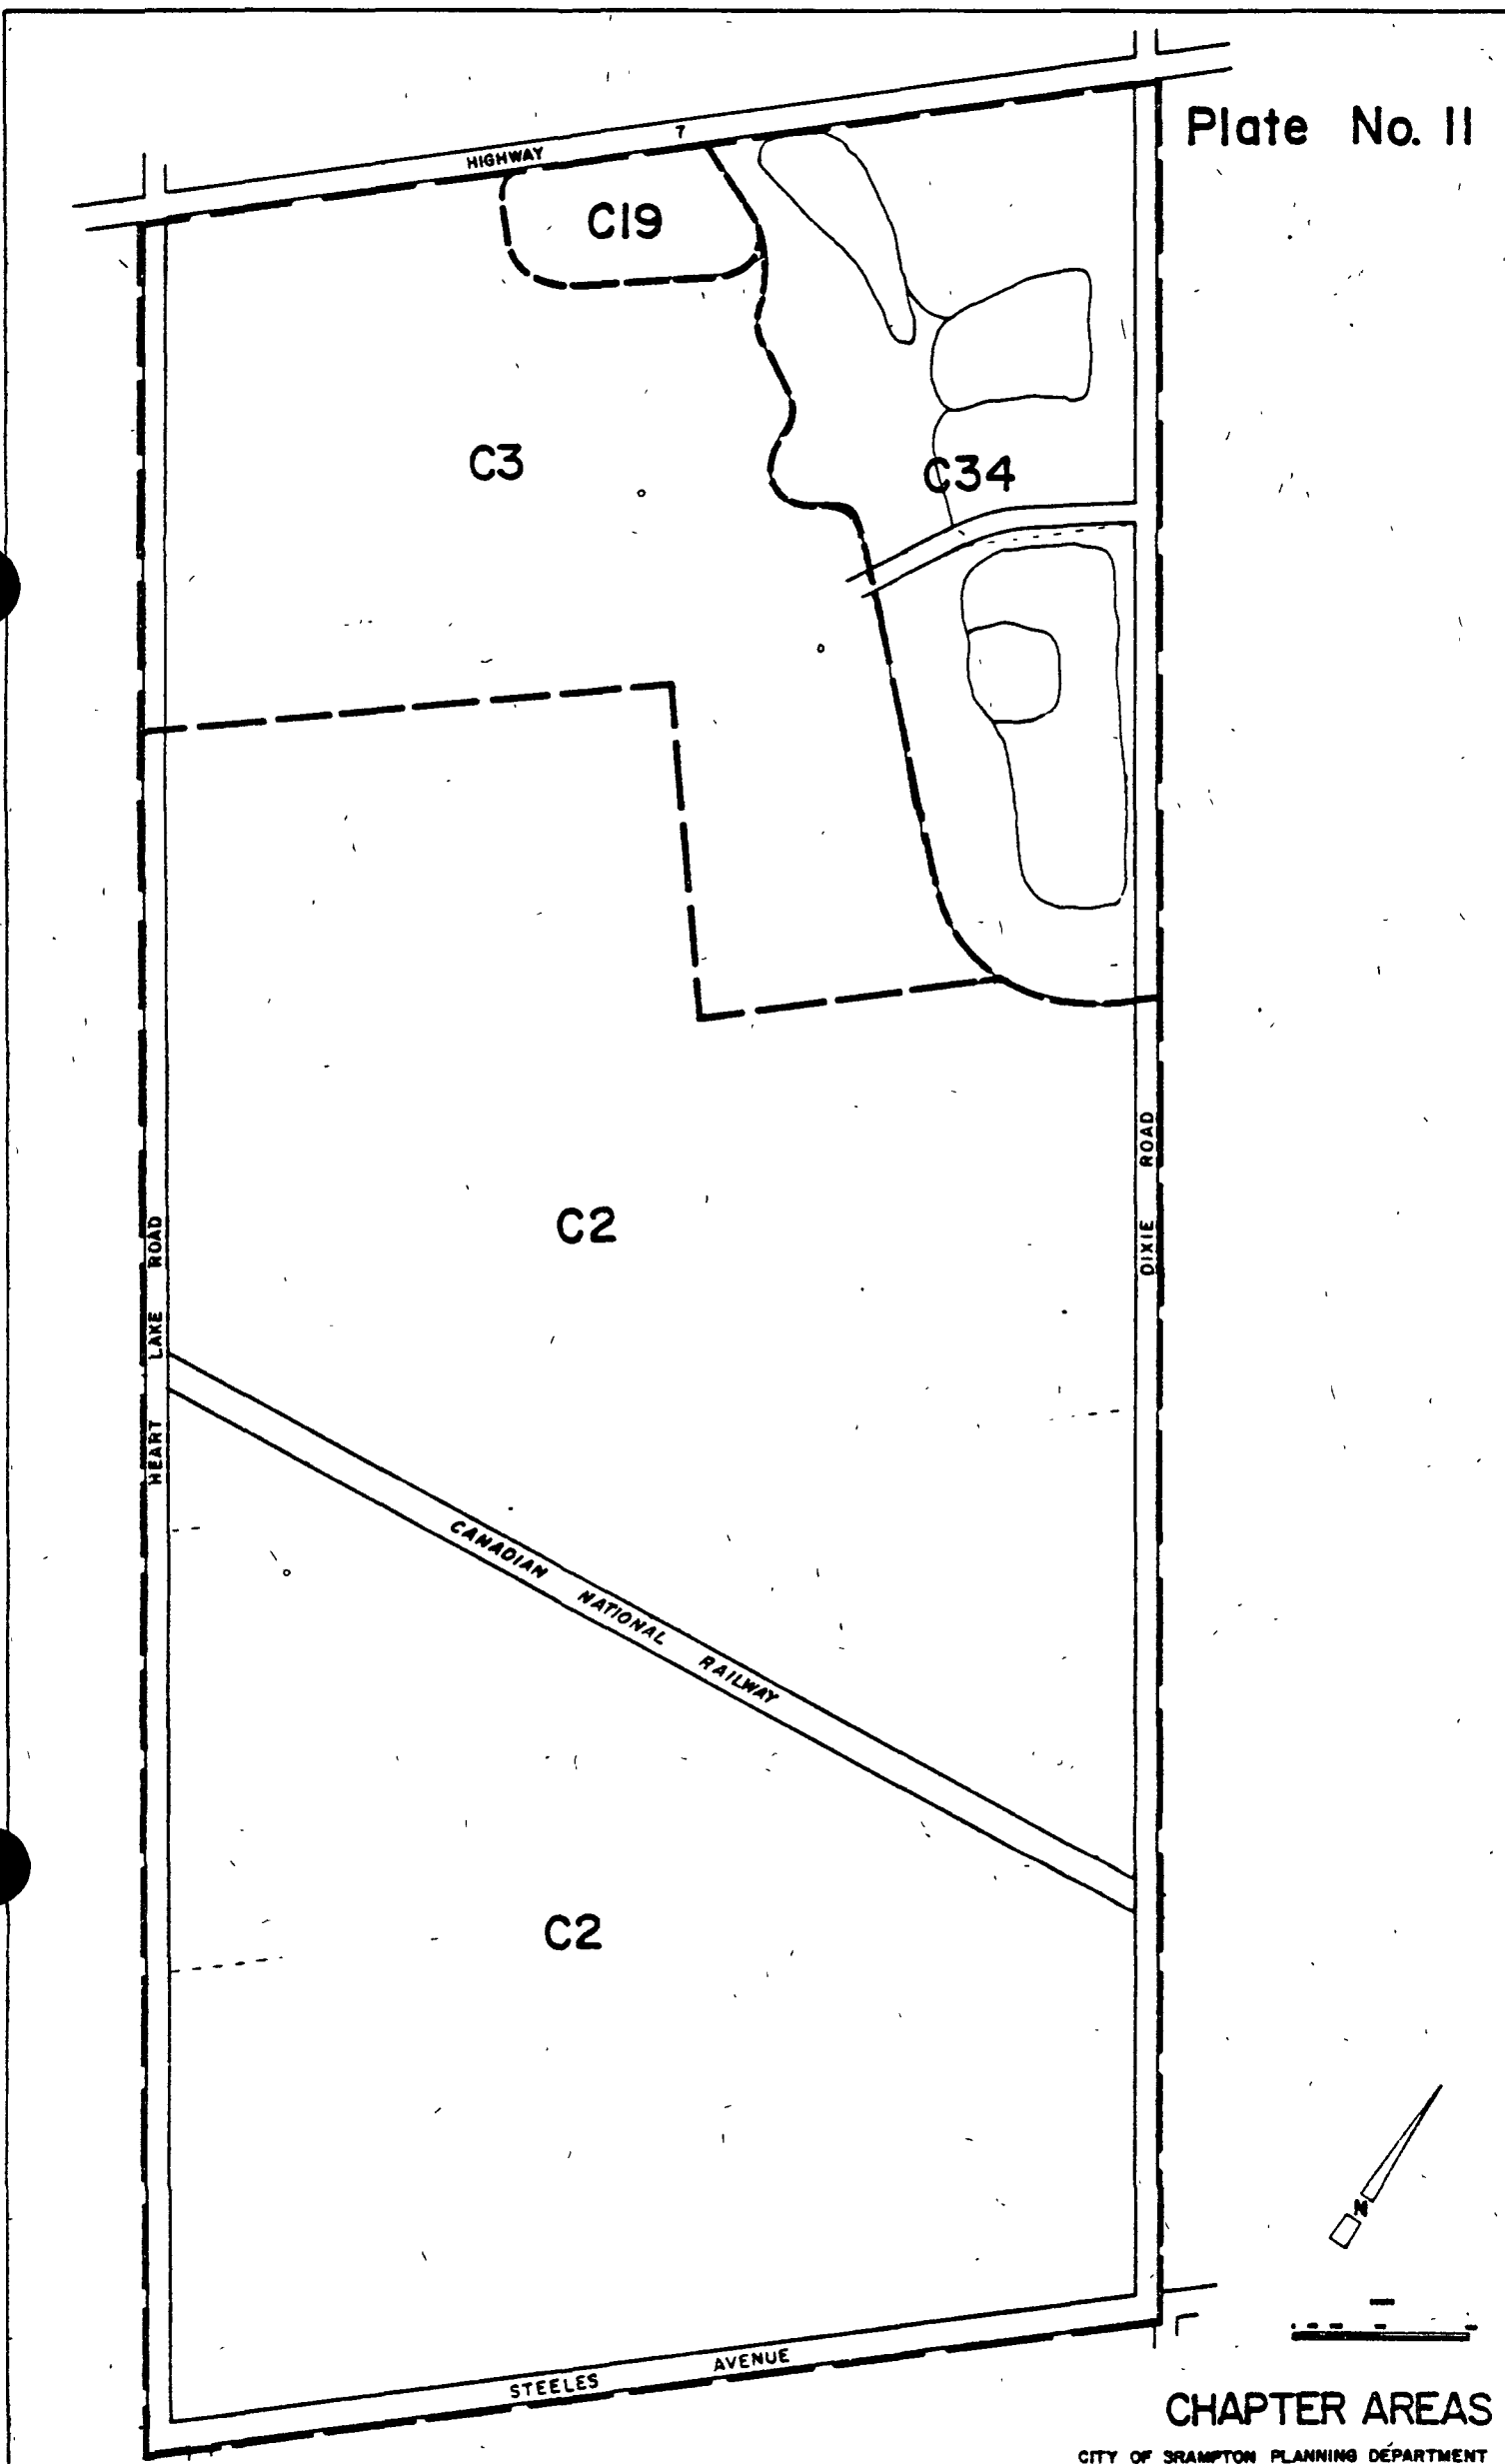 Plate No. 11
HIGHWAY 7
C19
C3
C34
C2
HEART LAKE ROAD
DIXIE ROAD
CANADIAN NATIONAL RAILWAY
C2
N
STEELES AVENUE
CHAPTER AREAS
CITY OF BRAMPTON PLANNING DEPARTMENT